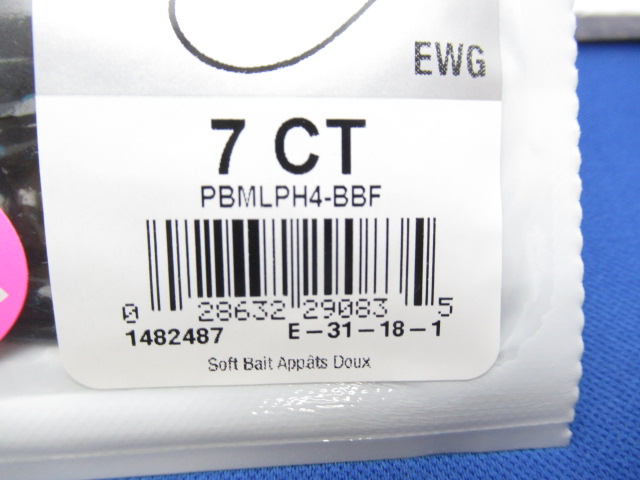 EWG
7 CT
PBMLPH4-BBF
0 28632 29083 5
1482487 E-31-18-1
Soft Bait Appâts Doux